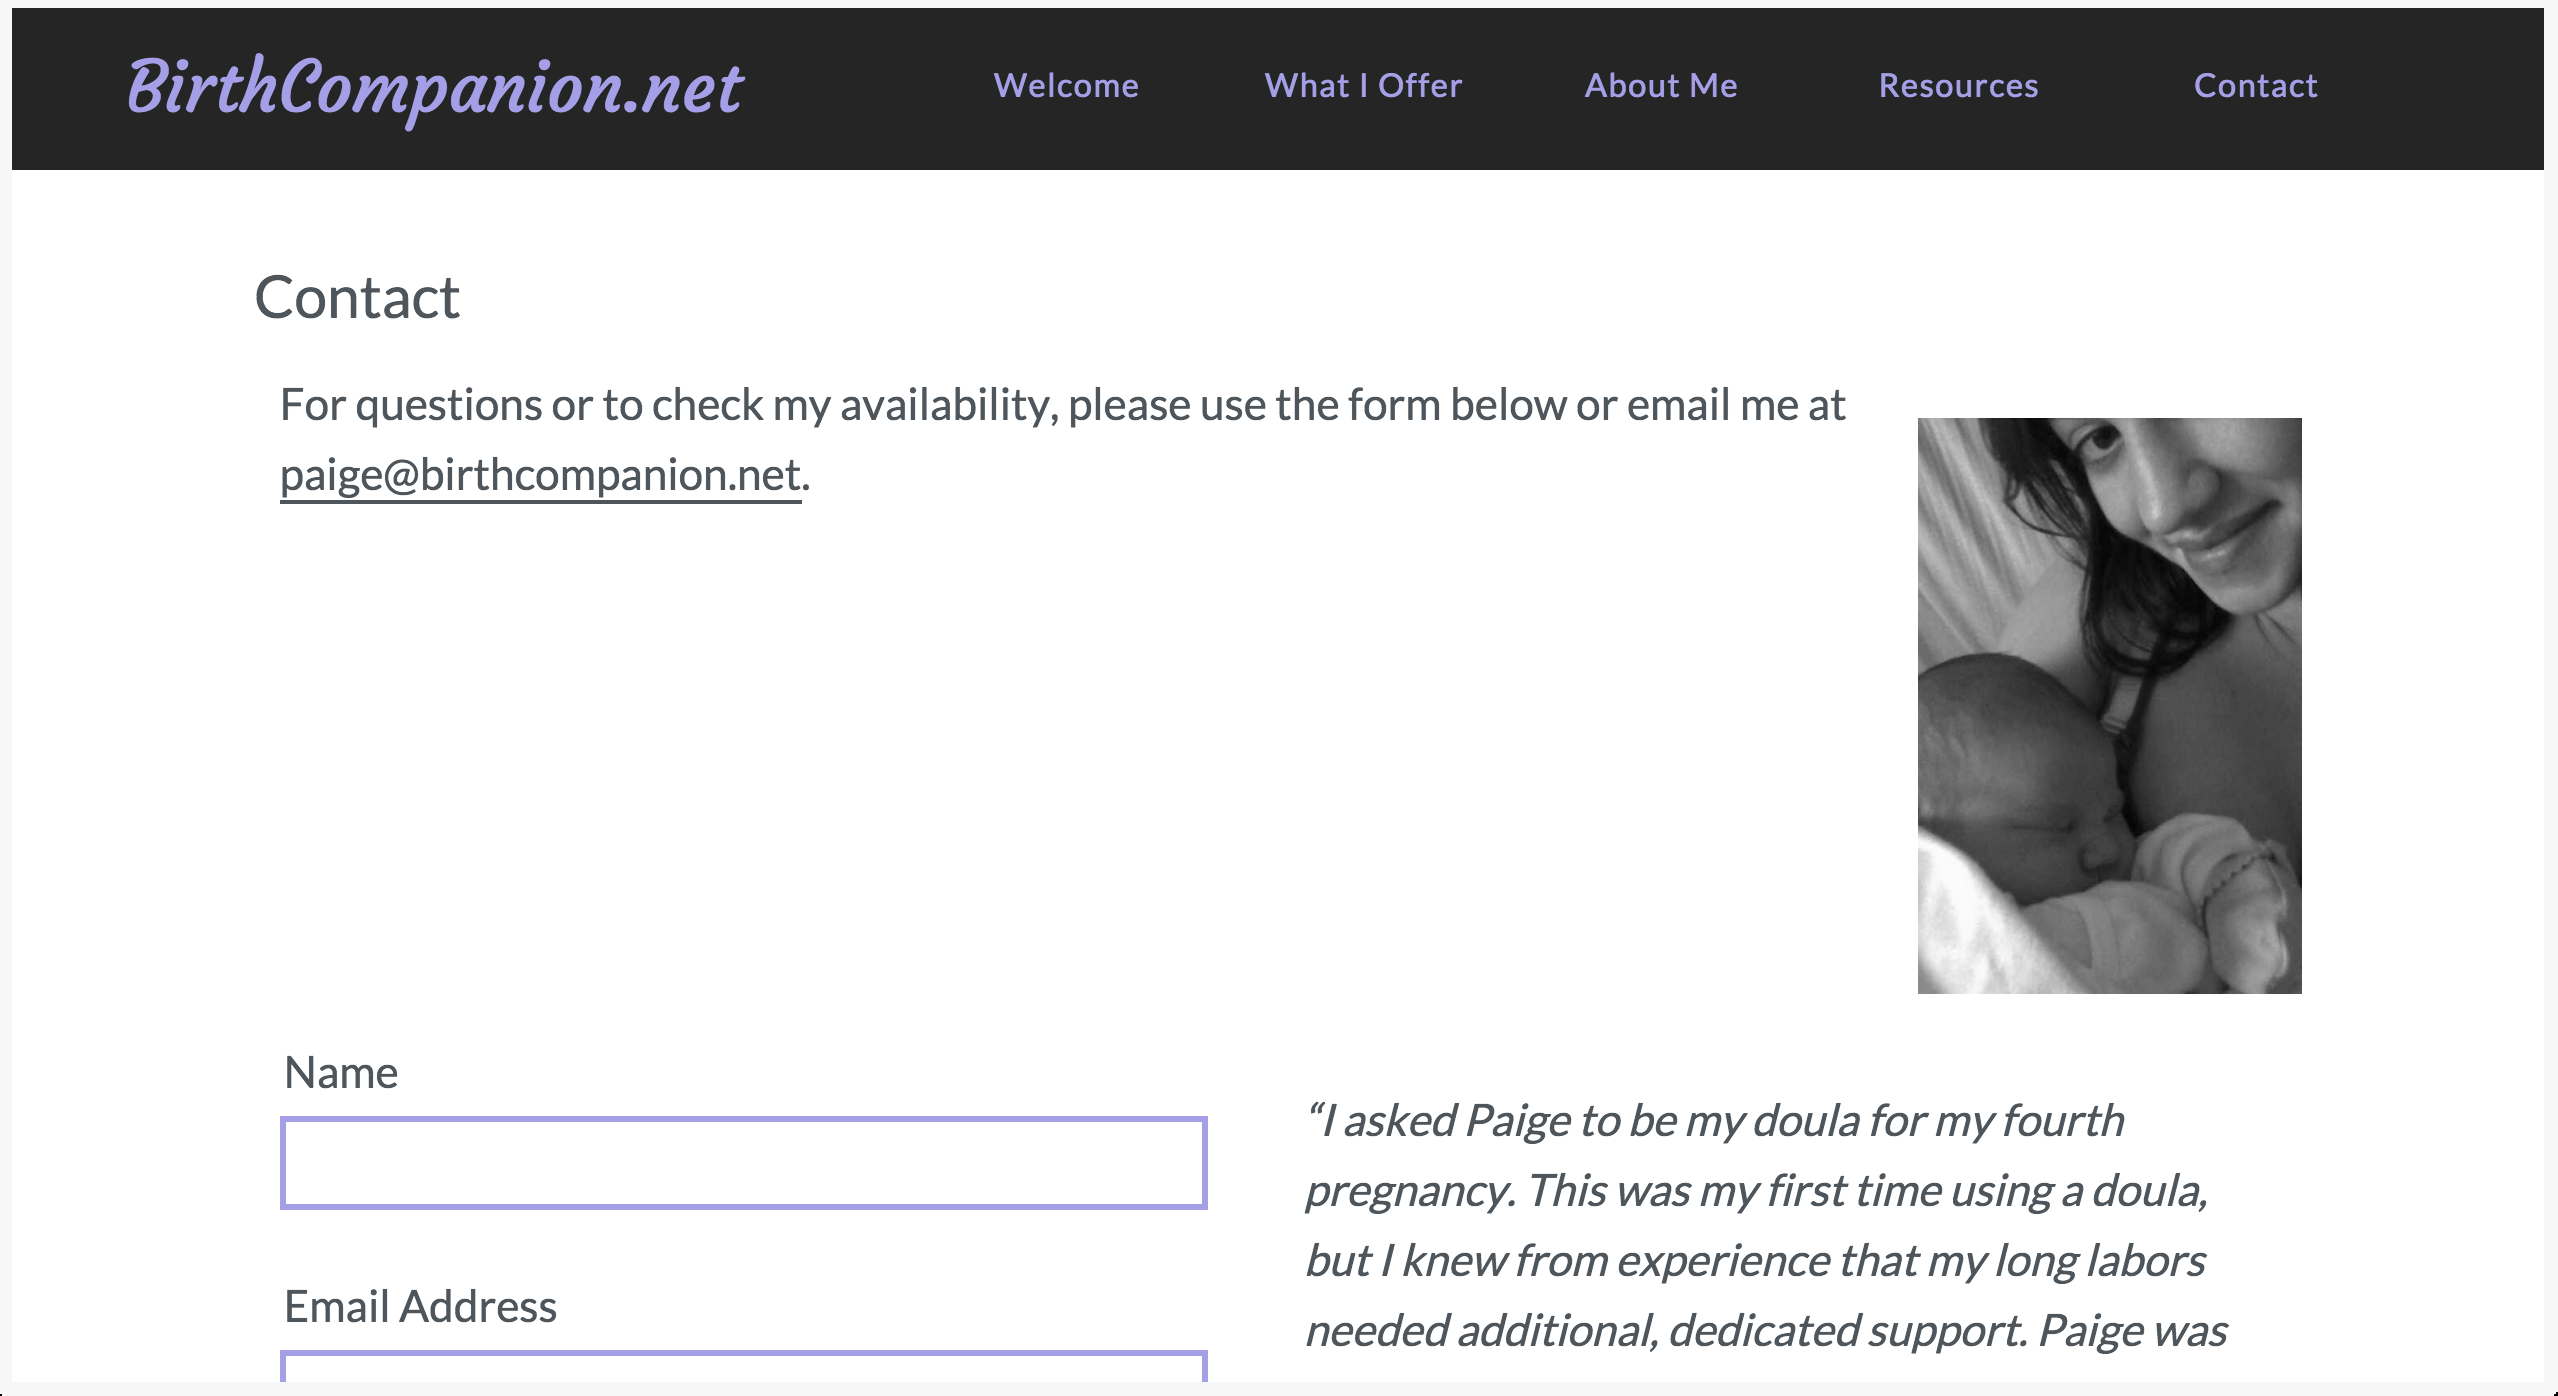 BirthCompanion.net
Welcome
What I Offer
About Me
Resources
Contact
Contact
For questions or to check my availability, please use the form below or email me at
paige@birthcompanion.net.
Name
Email Address
“I asked Paige to be my doula for my fourth
pregnancy. This was my first time using a doula,
but I knew from experience that my long labors
needed additional, dedicated support. Paige was